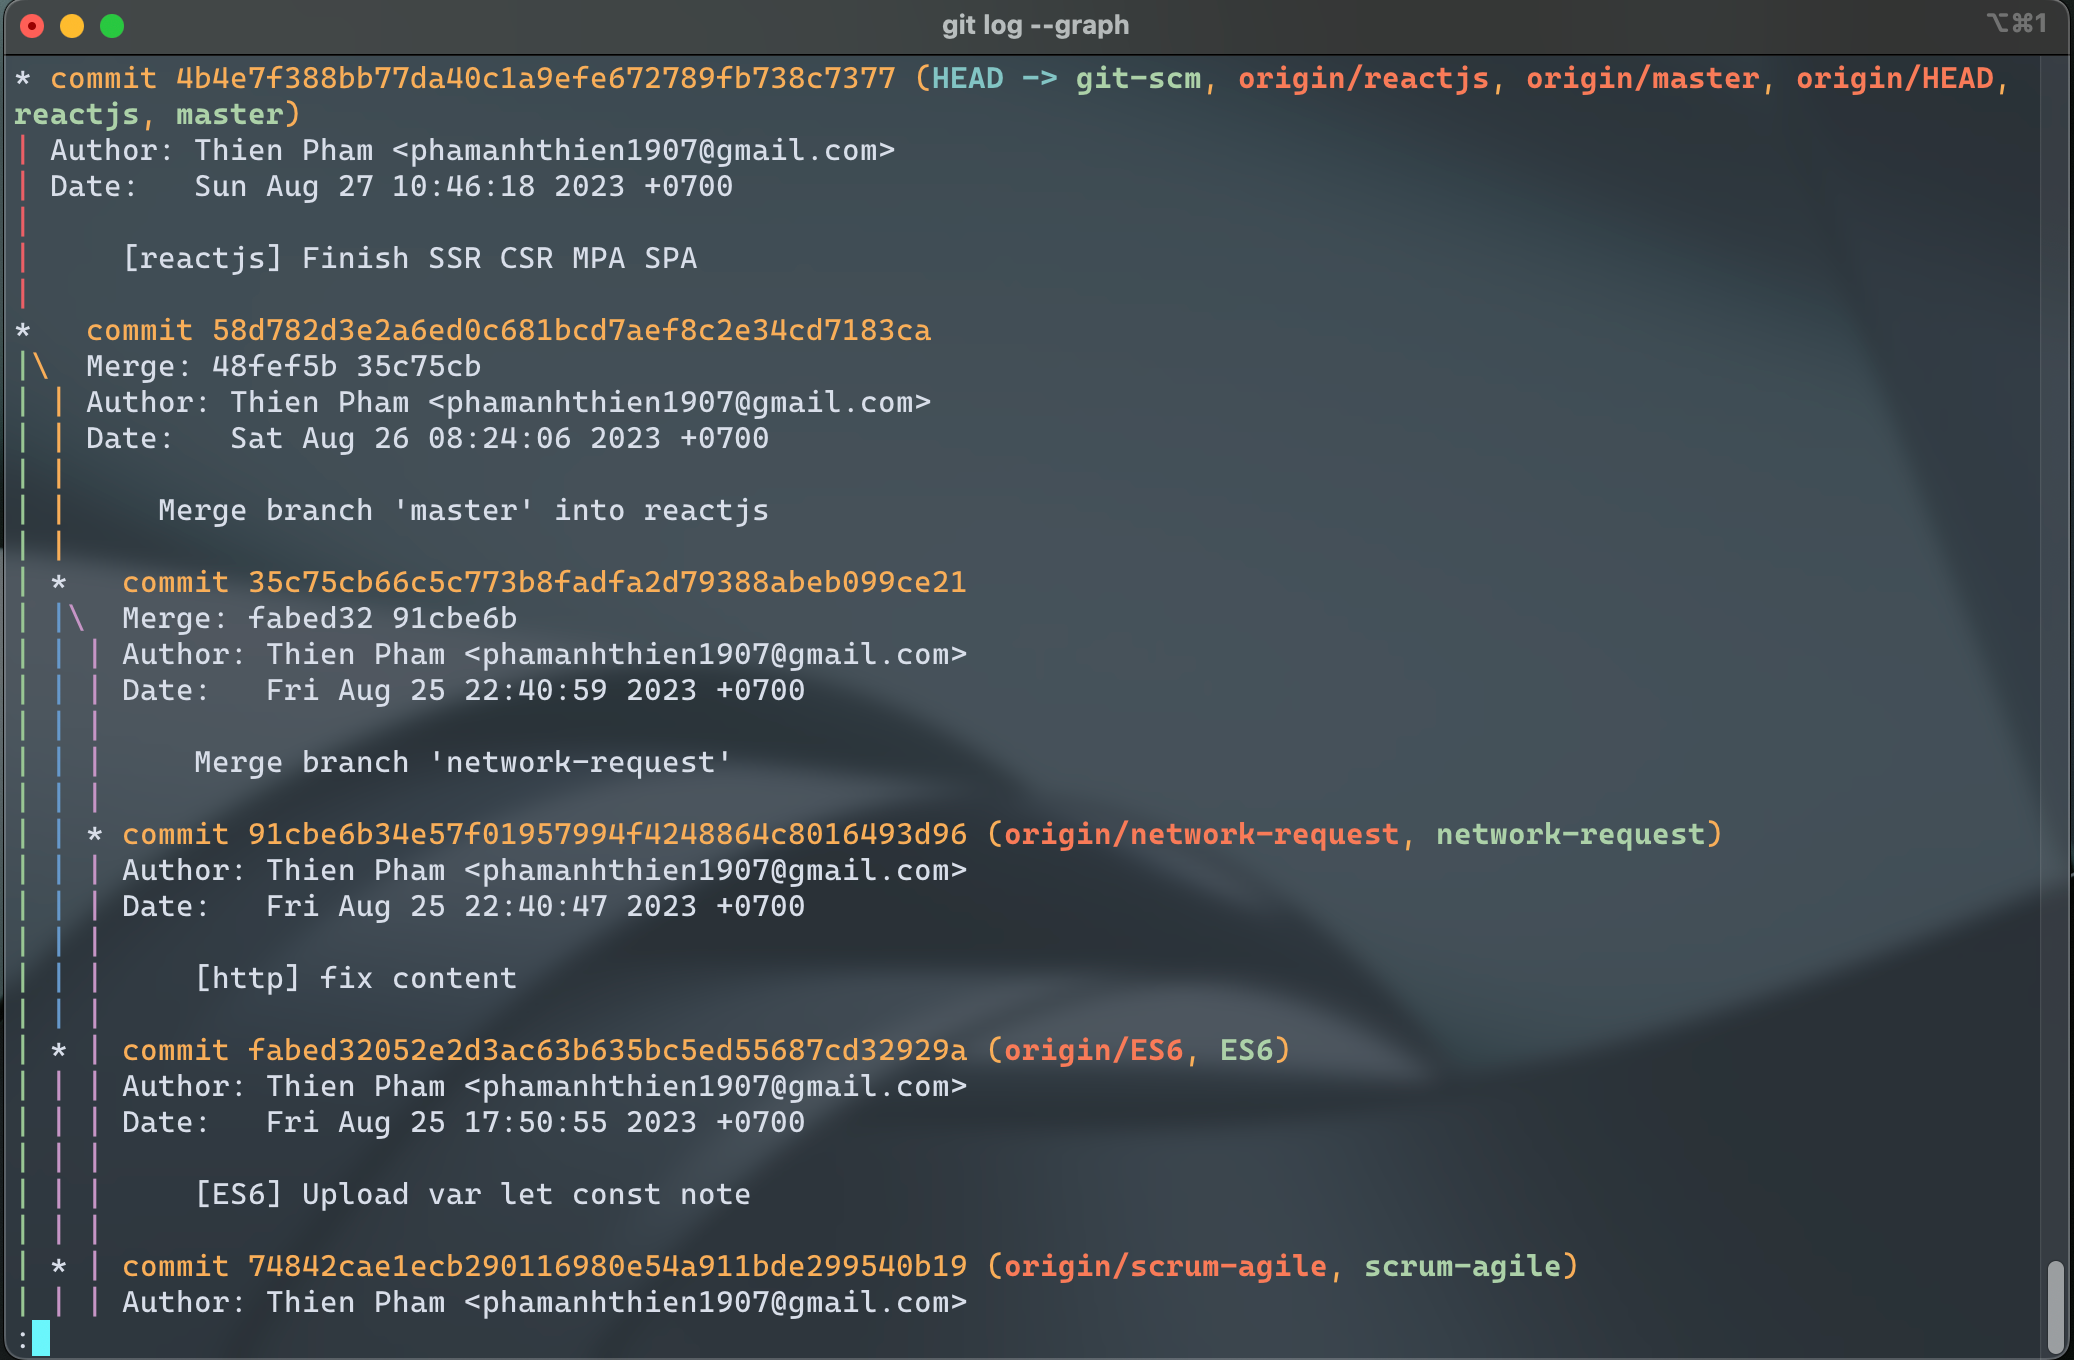 git log --graph
⌥⌘1
* commit 4b4e7f388bb77da40c1a9efe672789fb738c7377 (HEAD -> git-scm, origin/reactjs, origin/master, origin/HEAD,
reactjs, master)
| Author: Thien Pham <phamanhthien1907@gmail.com>
| Date:   Sun Aug 27 10:46:18 2023 +0700
|
|     [reactjs] Finish SSR CSR MPA SPA
|
*   commit 58d782d3e2a6ed0c681bcd7aef8c2e34cd7183ca
|\  Merge: 48fef5b 35c75cb
| | Author: Thien Pham <phamanhthien1907@gmail.com>
| | Date:   Sat Aug 26 08:24:06 2023 +0700
| |
| |     Merge branch 'master' into reactjs
| |
| *   commit 35c75cb66c5c773b8fadfa2d79388abeb099ce21
| |\  Merge: fabed32 91cbe6b
| | | Author: Thien Pham <phamanhthien1907@gmail.com>
| | | Date:   Fri Aug 25 22:40:59 2023 +0700
| | |
| | |     Merge branch 'network-request'
| | |
| | * commit 91cbe6b34e57f01957994f4248864c8016493d96 (origin/network-request, network-request)
| | | Author: Thien Pham <phamanhthien1907@gmail.com>
| | | Date:   Fri Aug 25 22:40:47 2023 +0700
| | |
| | |     [http] fix content
| | |
| * | commit fabed32052e2d3ac63b635bc5ed55687cd32929a (origin/ES6, ES6)
| | | Author: Thien Pham <phamanhthien1907@gmail.com>
| | | Date:   Fri Aug 25 17:50:55 2023 +0700
| | |
| | |     [ES6] Upload var let const note
| | |
| * | commit 74842cae1ecb290116980e54a911bde299540b19 (origin/scrum-agile, scrum-agile)
| | | Author: Thien Pham <phamanhthien1907@gmail.com>
: